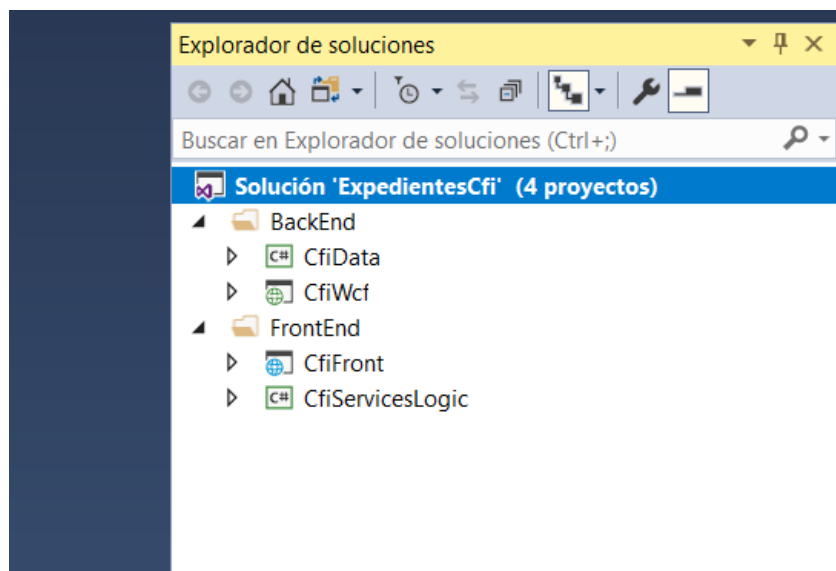 Explorador de soluciones
Buscar en Explorador de soluciones (Ctrl+;)
Solución 'ExpedientesCfi' (4 proyectos)
BackEnd
C# CfiData
CfiWcf
FrontEnd
CfiFront
C# CfiServicesLogic